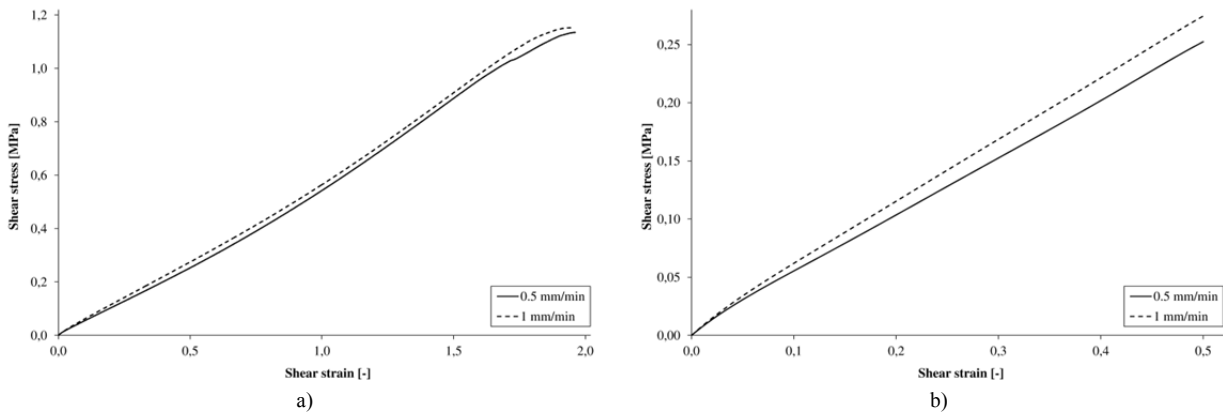 Shear stress [MPa]
1,2
1,0
0,8
0,6
0,4
0,2
0,0
0,0 0,5 1,0 1,5 2,0
Shear strain [-]
0.5 mm/min
1 mm/min
a)
Shear stress [MPa]
0,25
0,20
0,15
0,10
0,05
0,00
0,0 0,1 0,2 0,3 0,4 0,5
Shear strain [-]
0.5 mm/min
1 mm/min
b)